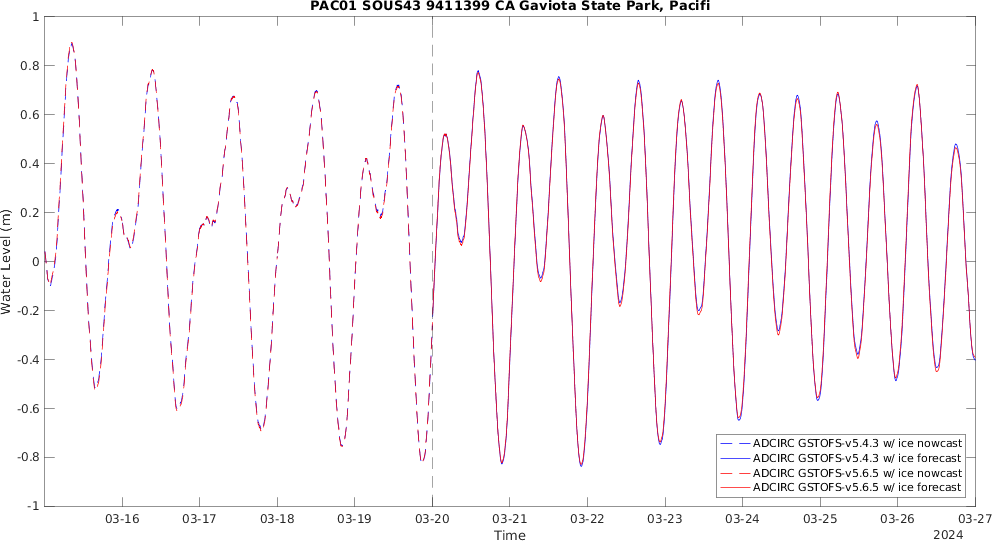 PAC01 SOUS43 9411399 CA Gaviota State Park, Pacifi
Water Level (m)
1
0.8
0.6
0.4
0.2
0
-0.2
-0.4
-0.6
-0.8
-1
ADCIRC GSTOFS-v5.4.3 w/ ice nowcast
ADCIRC GSTOFS-v5.4.3 w/ ice forecast
ADCIRC GSTOFS-v5.6.5 w/ ice nowcast
ADCIRC GSTOFS-v5.6.5 w/ ice forecast
03-16 03-17 03-18 03-19 03-20 03-21 03-22 03-23 03-24 03-25 03-26 03-27
Time
2024